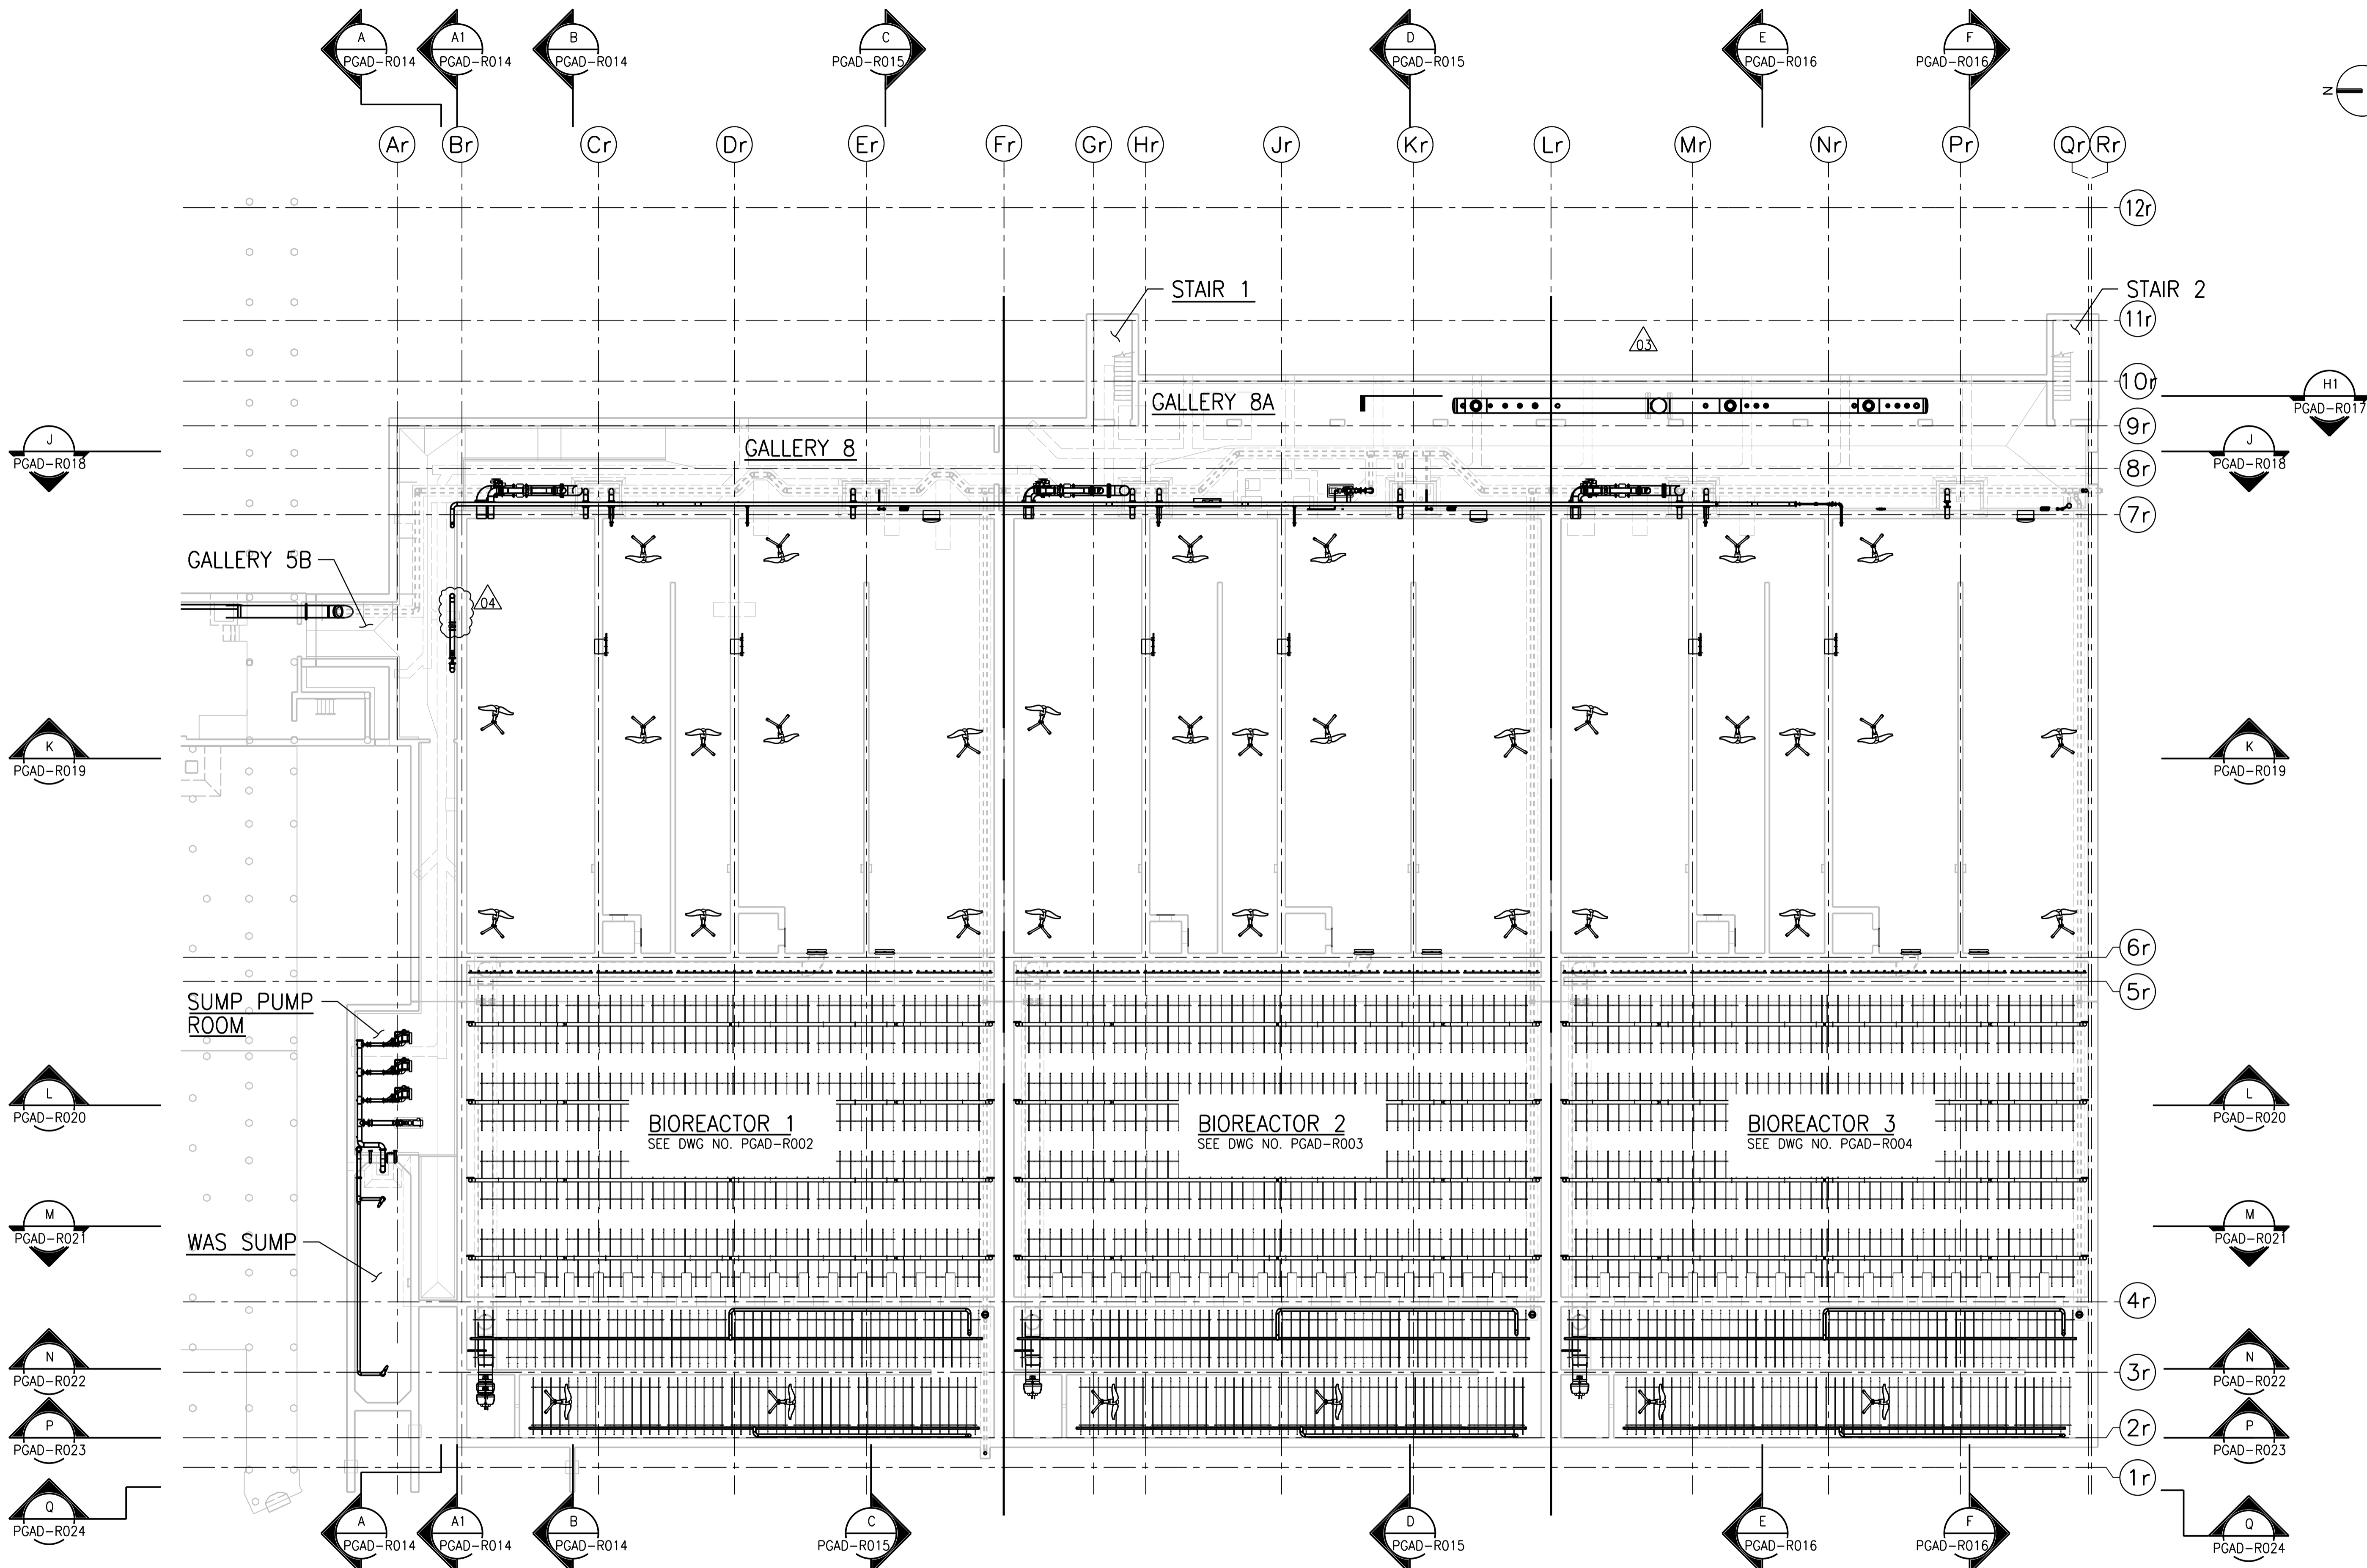 A
PGAD-R014
A1
PGAD-R014
B
PGAD-R014
C
PGAD-R015
D
PGAD-R015
E
PGAD-R016
F
PGAD-R016
N
Ar
Br
Cr
Dr
Er
Fr
Gr
Hr
Jr
Kr
Lr
Mr
Nr
Pr
Qr
Rr
12r
STAIR 1
STAIR 2
11r
03
10r
H1
PGAD-R017
GALLERY 8A
9r
J
PGAD-R018
GALLERY 8
J
PGAD-R018
8r
7r
GALLERY 5B
04
K
PGAD-R019
K
PGAD-R019
6r
5r
SUMP PUMP
ROOM
L
PGAD-R020
BIOREACTOR 1
SEE DWG NO. PGAD-R002
BIOREACTOR 2
SEE DWG NO. PGAD-R003
BIOREACTOR 3
SEE DWG NO. PGAD-R004
L
PGAD-R020
M
PGAD-R021
WAS SUMP
M
PGAD-R021
4r
N
PGAD-R022
3r
N
PGAD-R022
P
PGAD-R023
2r
P
PGAD-R023
1r
Q
PGAD-R024
Q
PGAD-R024
A
PGAD-R014
A1
PGAD-R014
B
PGAD-R014
C
PGAD-R015
D
PGAD-R015
E
PGAD-R016
F
PGAD-R016